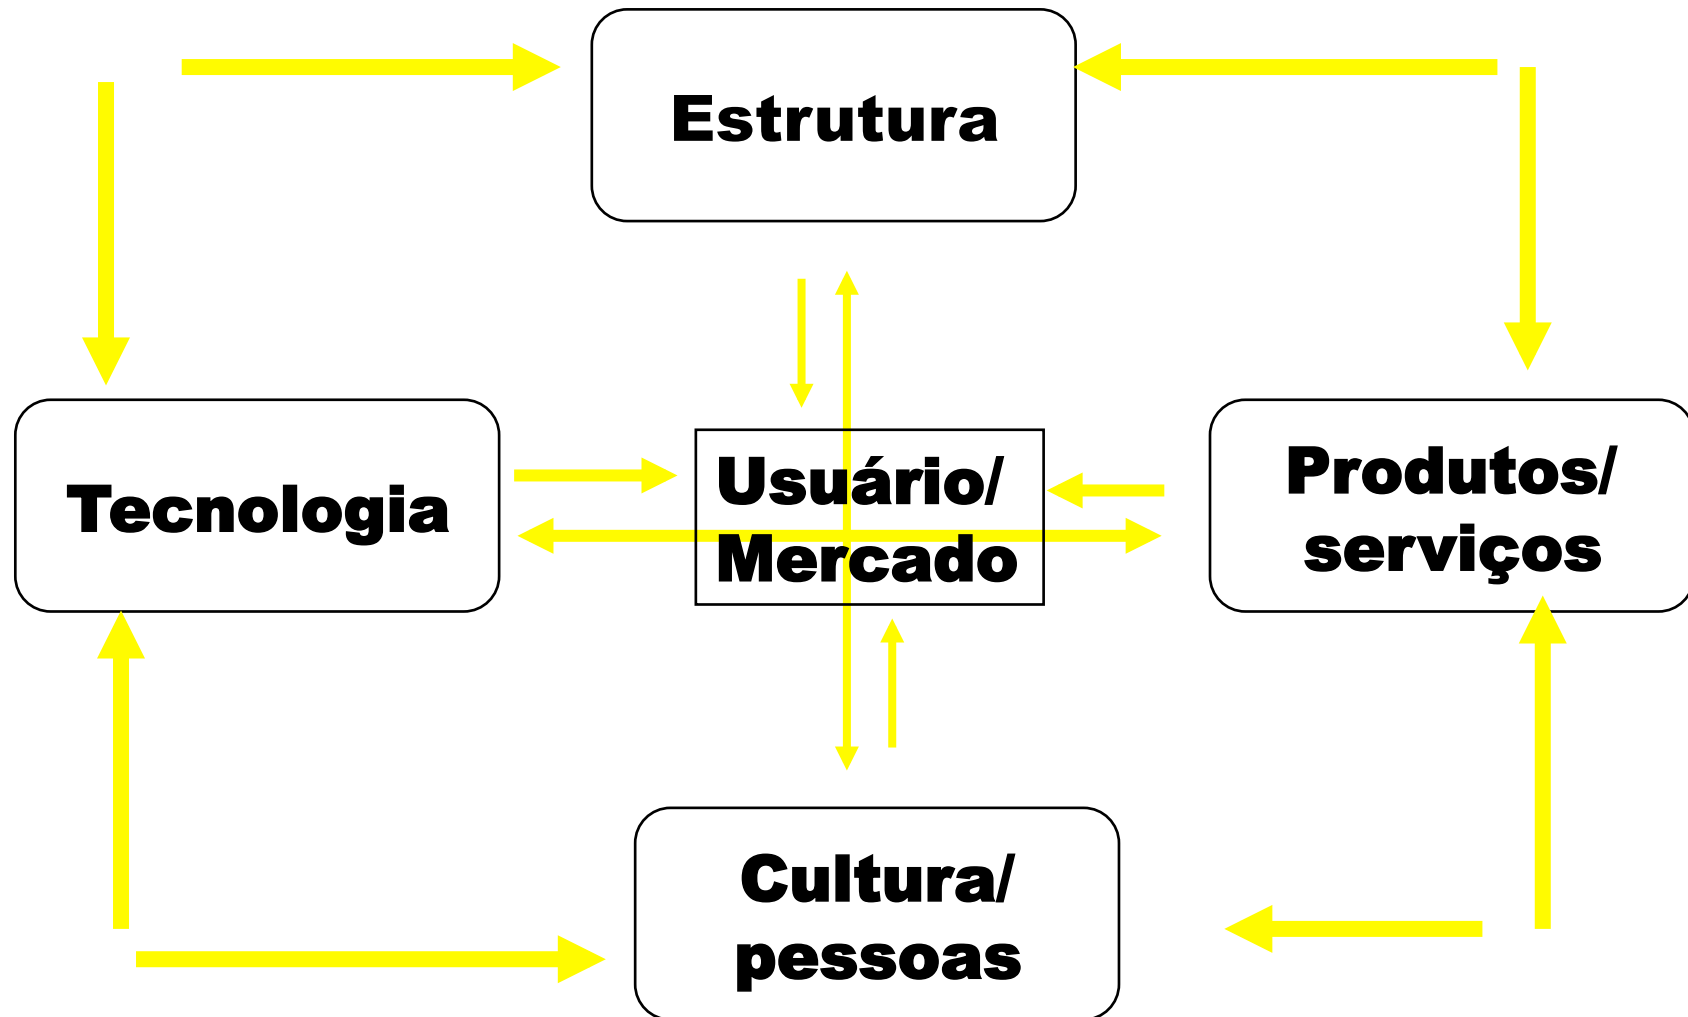 Estrutura
Tecnologia
Usuário/
Mercado
Produtos/
serviços
Cultura/
pessoas